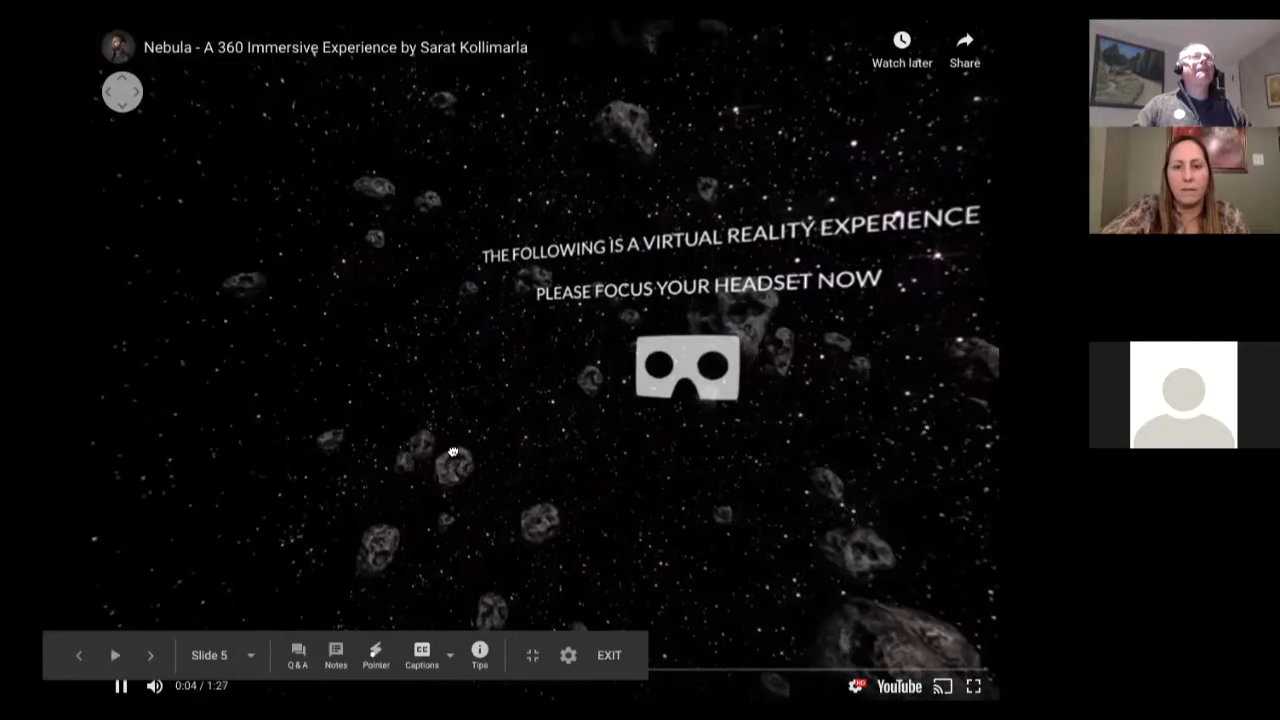 Nebula - A 360 Immersive Experience by Sarat Kollimarla
Watch later
Share
THE FOLLOWING IS A VIRTUAL REALITY EXPERIENCE
PLEASE FOCUS YOUR HEADSET NOW
Slide 5
Q & A
Notes
Pointer
CC
Captions
Tips
EXIT
0:04 / 1:27
HD
YouTube